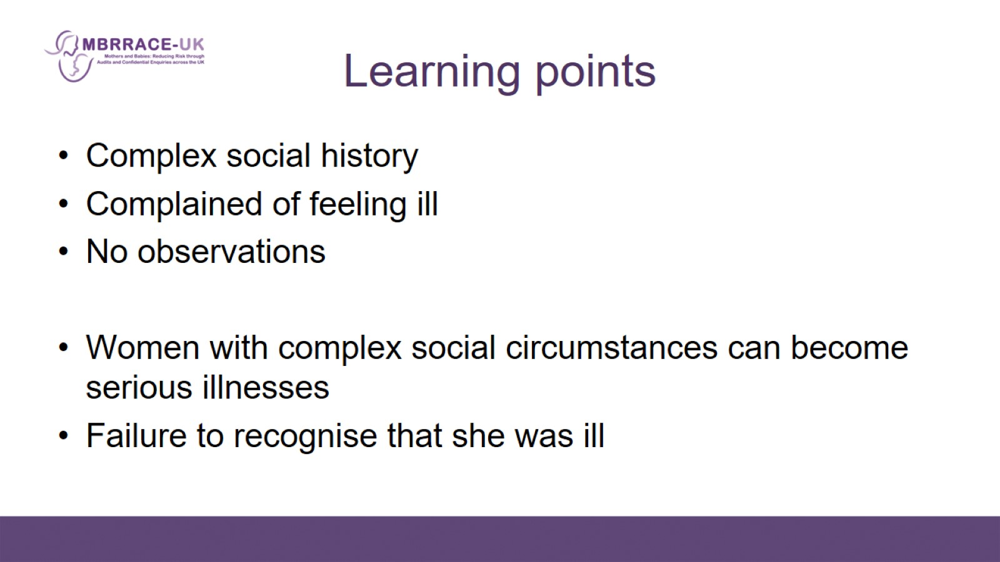 MBRRACE-UK
Mothers and Babies: Reducing Risk through
Audits and Confidential Enquiries across the UK
Learning points
• Complex social history
• Complained of feeling ill
• No observations
• Women with complex social circumstances can become
serious illnesses
• Failure to recognise that she was ill